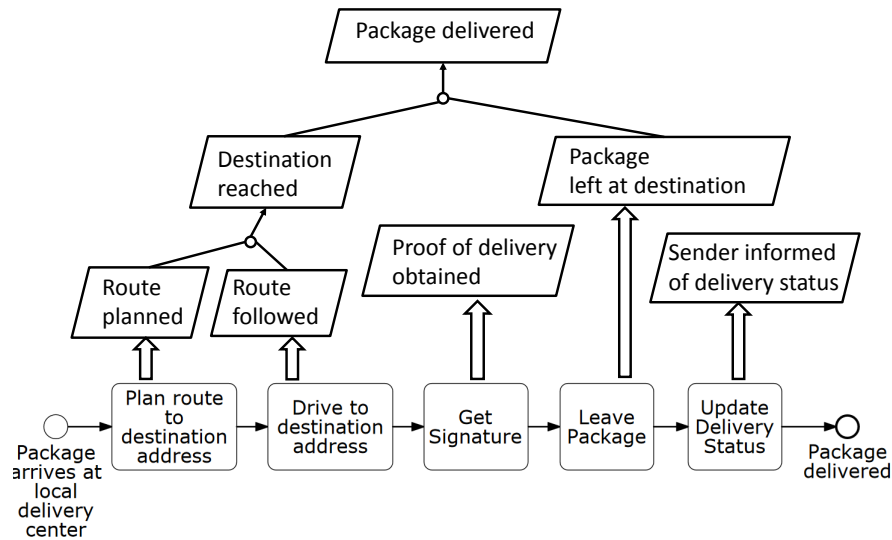 Package delivered
Destination
reached
Package
left at destination
Proof of delivery
obtained
Sender informed
of delivery status
Route
planned
Route
followed
Plan route
to
destination
address
Drive to
destination
address
Get
Signature
Leave
Package
Update
Delivery
Status
Package
arrives at
local
delivery
center
Package
delivered